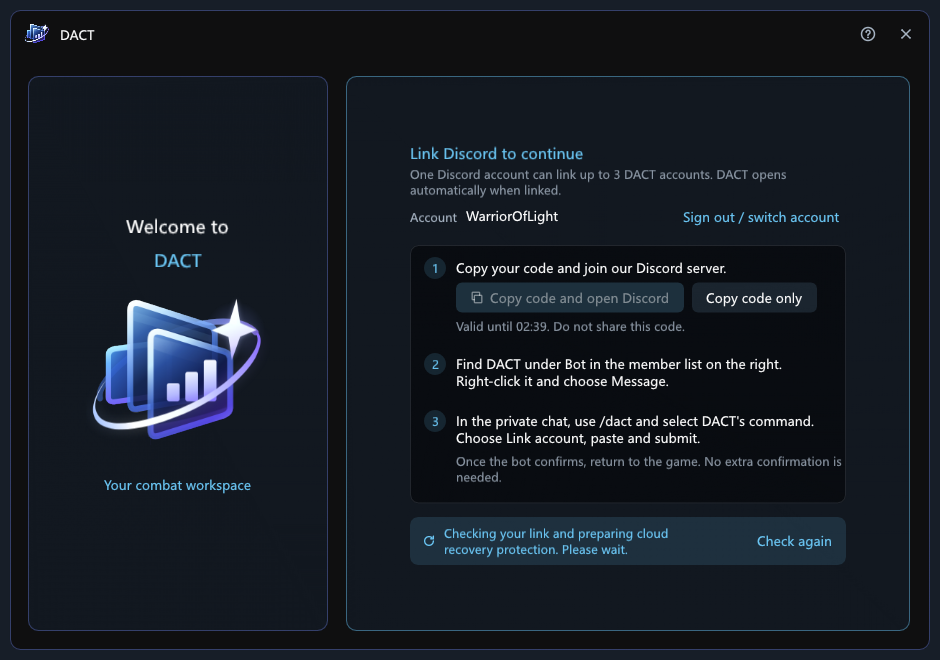 DACT
Welcome to
DACT
Your combat workspace
Link Discord to continue
One Discord account can link up to 3 DACT accounts. DACT opens
automatically when linked.
Account WarriorOfLight
Sign out / switch account
1 Copy your code and join our Discord server.
Copy code and open Discord
Copy code only
Valid until 02:39. Do not share this code.
2 Find DACT under Bot in the member list on the right.
Right-click it and choose Message.
3 In the private chat, use /dact and select DACT's command.
Choose Link account, paste and submit.
Once the bot confirms, return to the game. No extra confirmation is
needed.
Checking your link and preparing cloud
recovery protection. Please wait.
Check again